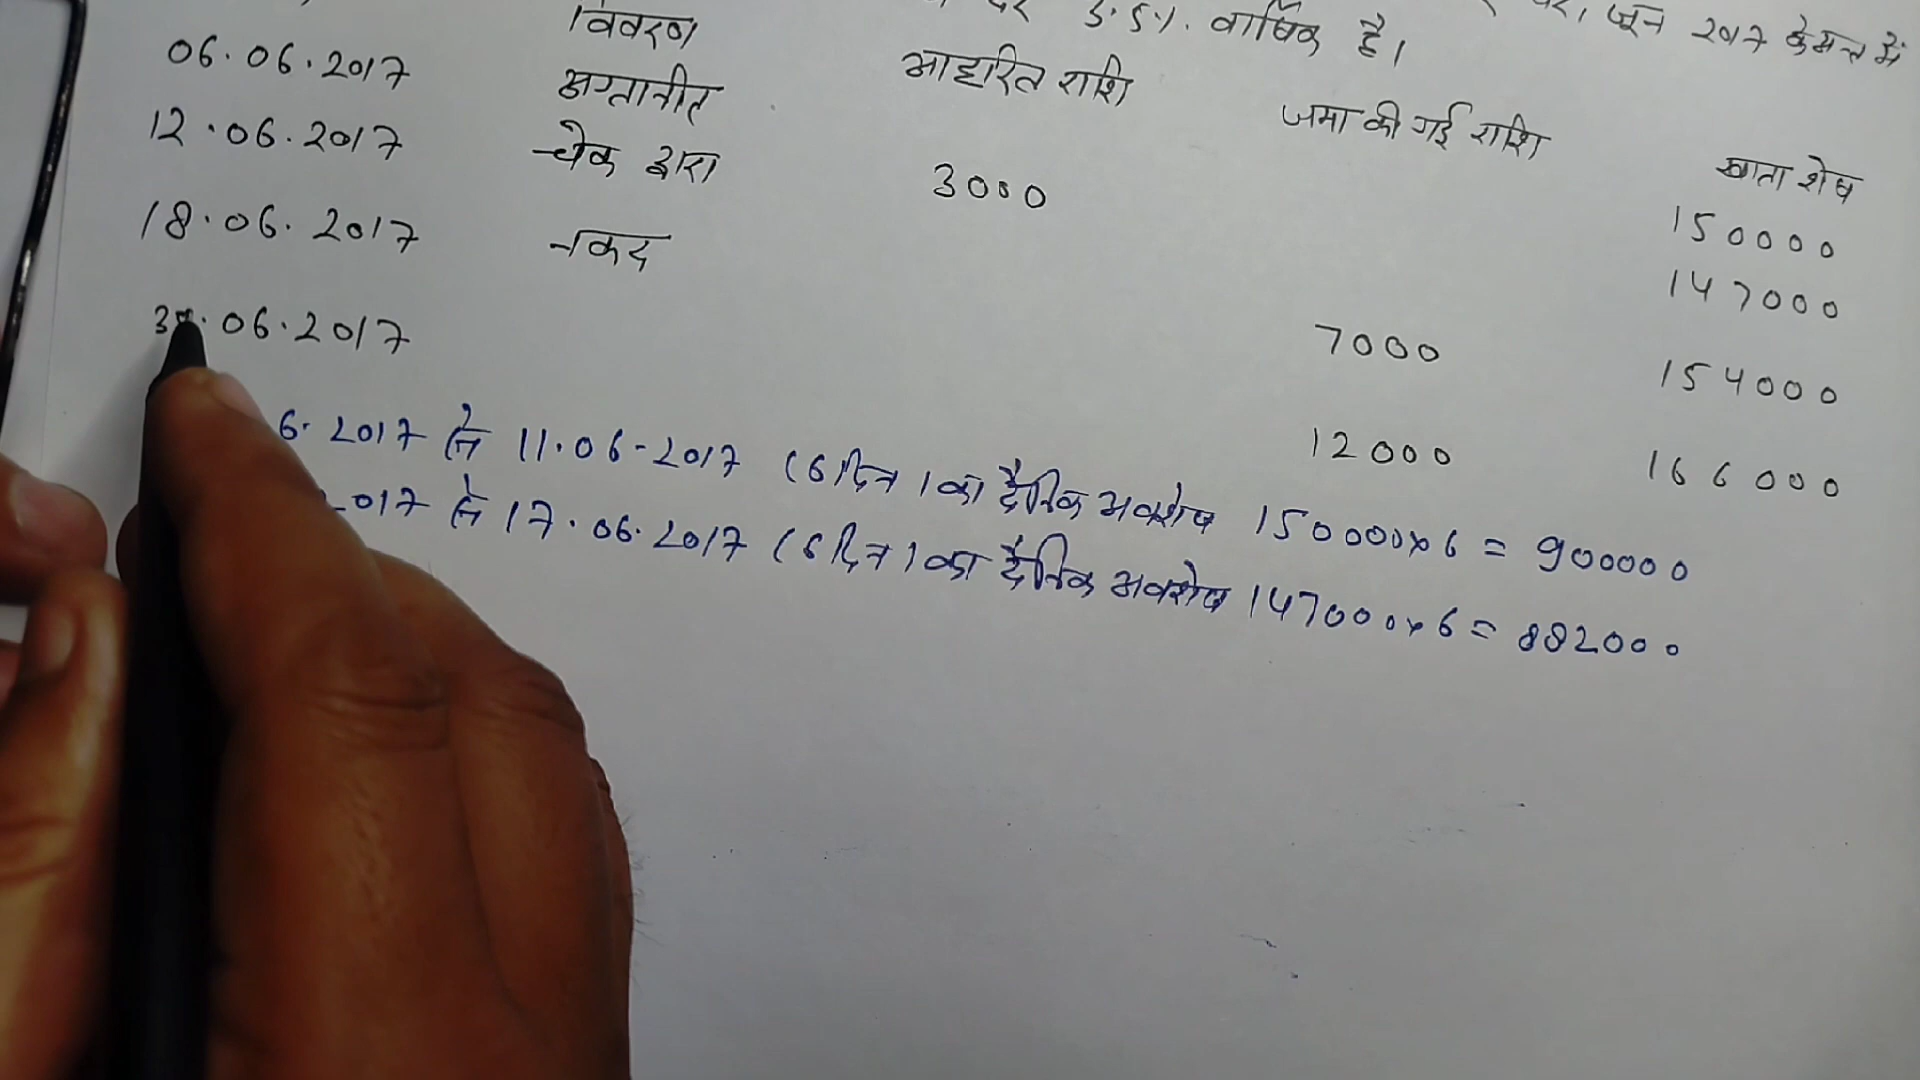 दर 3.5%. वार्षिक है।
जून 2017 के अन्त में
विवरण आहरित राशि जमा की गई राशि खाता शेष
06.06.2017 अग्तानीत 150000
12.06.2017 चेक द्वारा 3000 147000
18.06.2017 नकद 7000 154000
30.06.2017 12000 166000
6.2017 से 11.06-2017 (6 दिन) का दैनिक अवशेष 150000×6 = 900000
2017 से 17.06.2017 (6 दिन) का दैनिक अवशेष 147000×6 = 882000